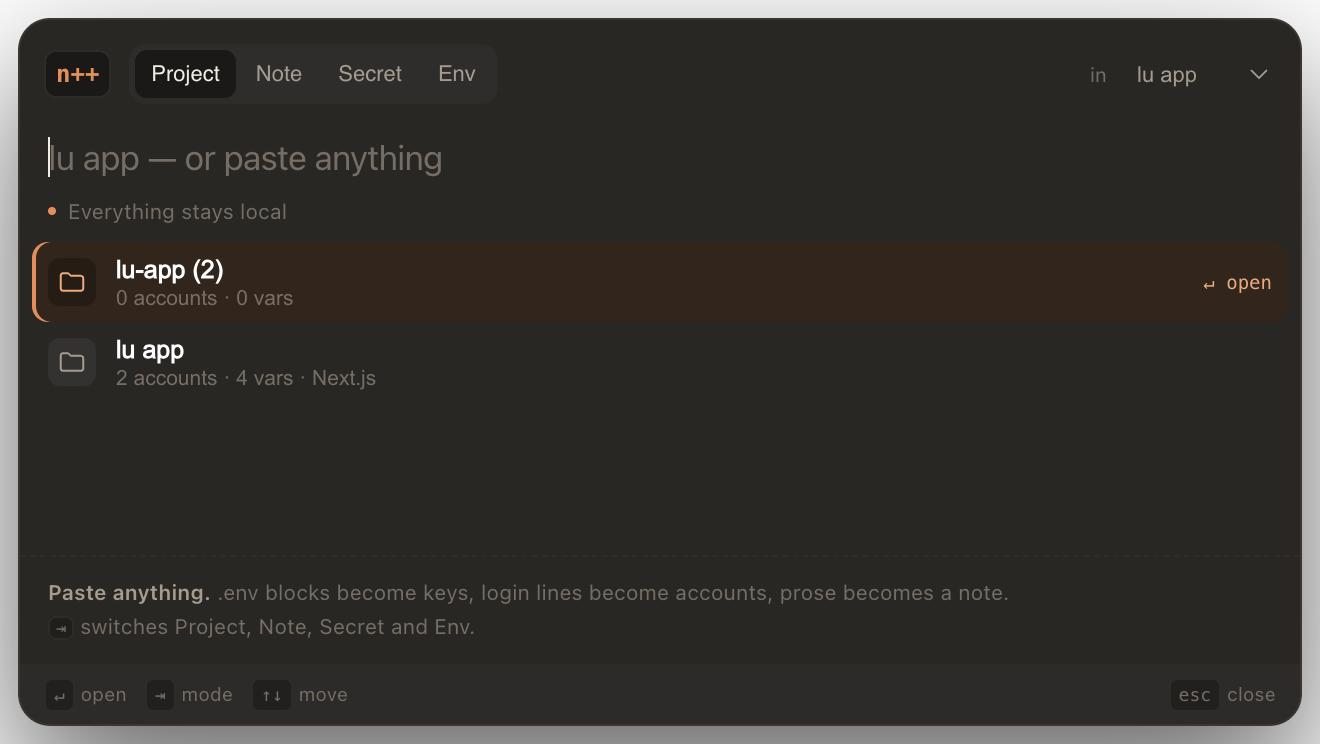 n++ Project Note Secret Env in lu app
lu app — or paste anything
Everything stays local
lu-app (2)
0 accounts · 0 vars
↵ open
lu app
2 accounts · 4 vars · Next.js
Paste anything. .env blocks become keys, login lines become accounts, prose becomes a note.
⇥ switches Project, Note, Secret and Env.
↵ open ⇥ mode ↑↓ move esc close